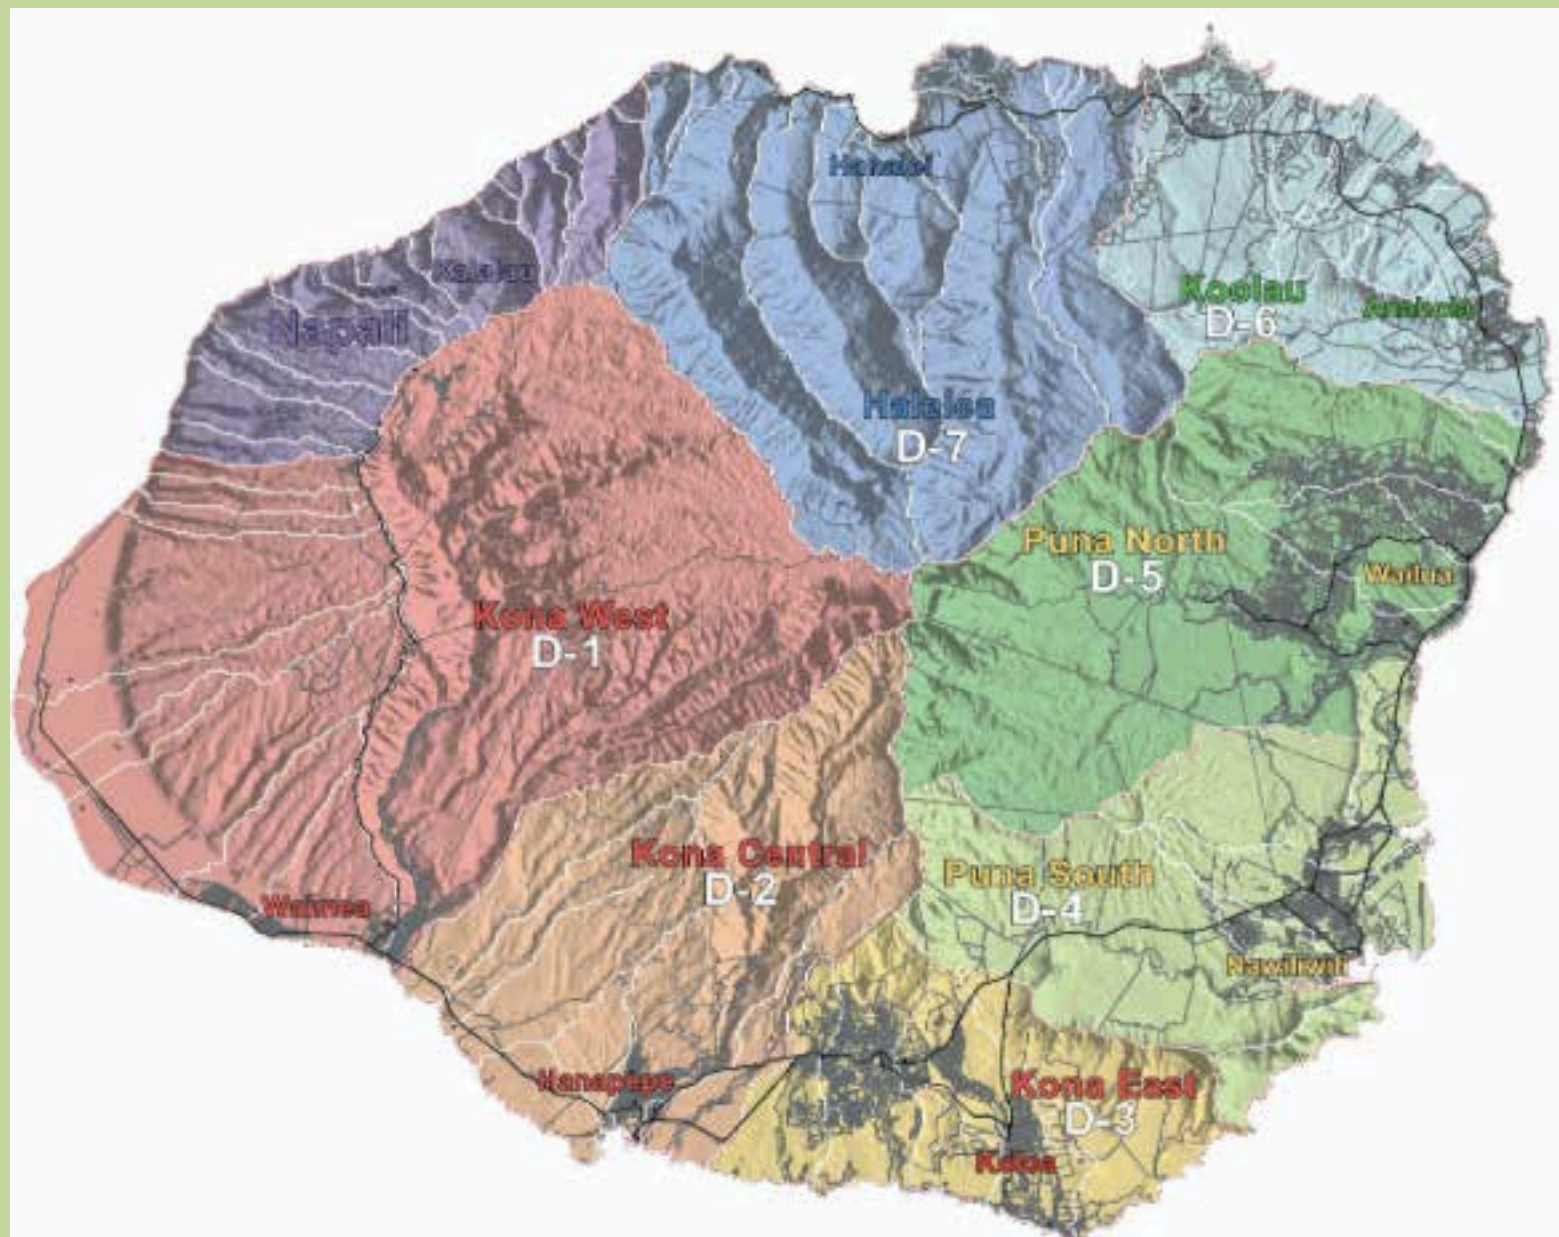 Hanalei
Kalalau
Napali
Koolau
D-6
Anahola
Halelea
D-7
Puna North
D-5
Wailua
Kona West
D-1
Kona Central
D-2
Puna South
D-4
Waimea
Nawiliwili
Hanapepe
Kona East
D-3
Koloa